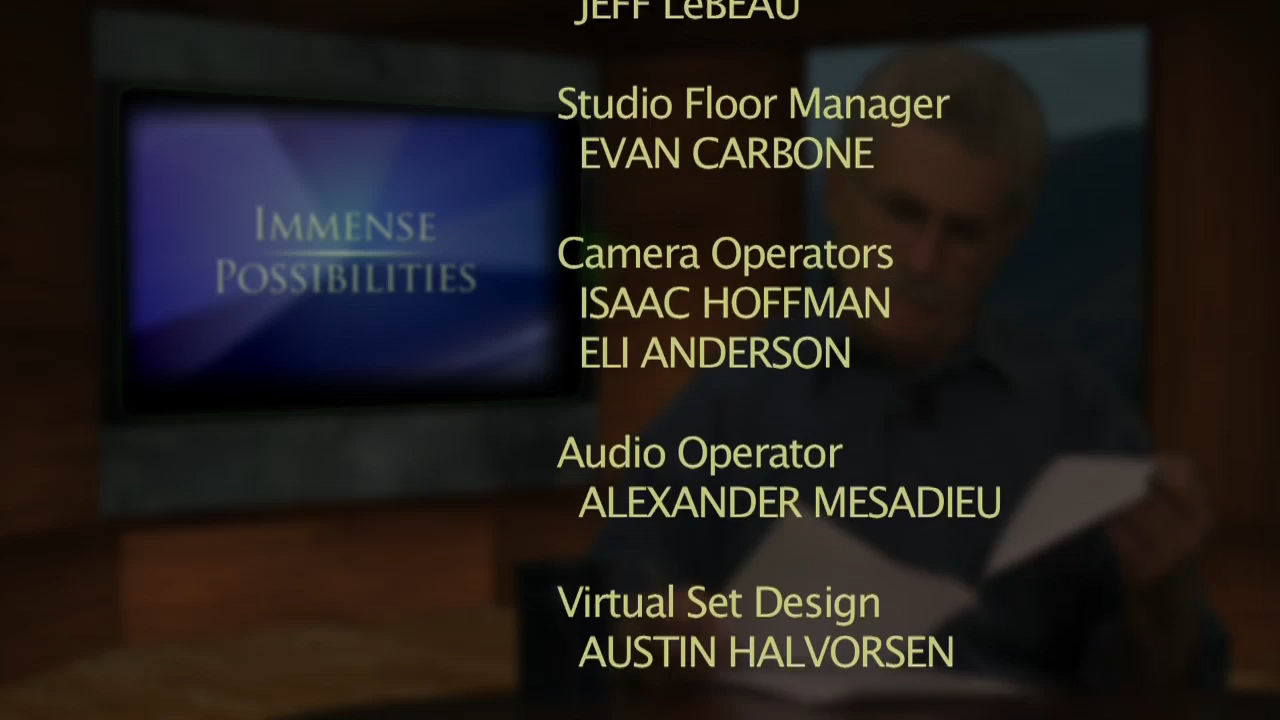 JEFF LeBEAU
Studio Floor Manager
EVAN CARBONE
Camera Operators
ISAAC HOFFMAN
ELI ANDERSON
Audio Operator
ALEXANDER MESADIEU
Virtual Set Design
AUSTIN HALVORSEN
IMMENSE
POSSIBILITIES